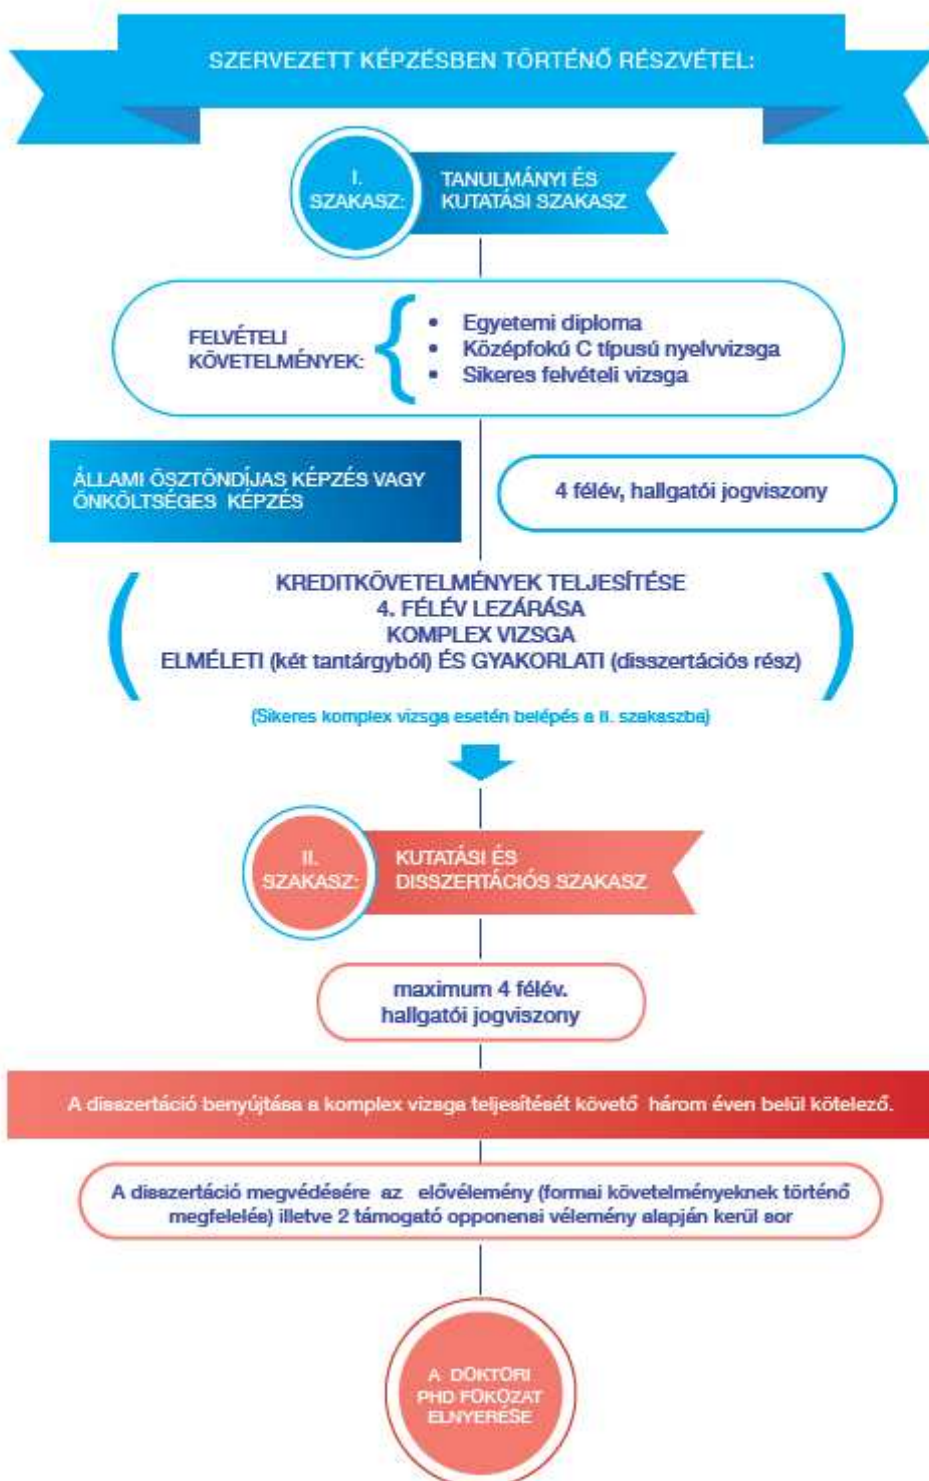 SZERVEZETT KÉPZÉSBEN TÖRTÉNŐ RÉSZVÉTEL:
I.
SZAKASZ:
TANULMÁNYI ÉS
KUTATÁSI SZAKASZ
FELVÉTELI
KÖVETELMÉNYEK:
• Egyetemi diploma
• Középfokú C típusú nyelvvizsga
• Sikeres felvételi vizsga
ÁLLAMI ÖSZTÖNDÍJAS KÉPZÉS VAGY
ÖNKÖLTSÉGES KÉPZÉS
4 félév, hallgatói jogviszony
KREDITKÖVETELMÉNYEK TELJESÍTÉSE
4. FÉLÉV LEZÁRÁSA
KOMPLEX VIZSGA
ELMÉLETI (két tantárgyból) ÉS GYAKORLATI (disszertációs rész)
(Sikeres komplex vizsga esetén belépés a II. szakaszba)
II.
SZAKASZ:
KUTATÁSI ÉS
DISSZERTÁCIÓS SZAKASZ
maximum 4 félév.
hallgatói jogviszony
A disszertáció benyújtása a komplex vizsga teljesítését követő három éven belül kötelező.
A disszertáció megvédésére az elővélemény (formai követelményeknek történő
megfelelés) illetve 2 támogató opponensi vélemény alapján kerül sor
A DOKTORI
PHD FOKOZAT
ELNYERÉSE